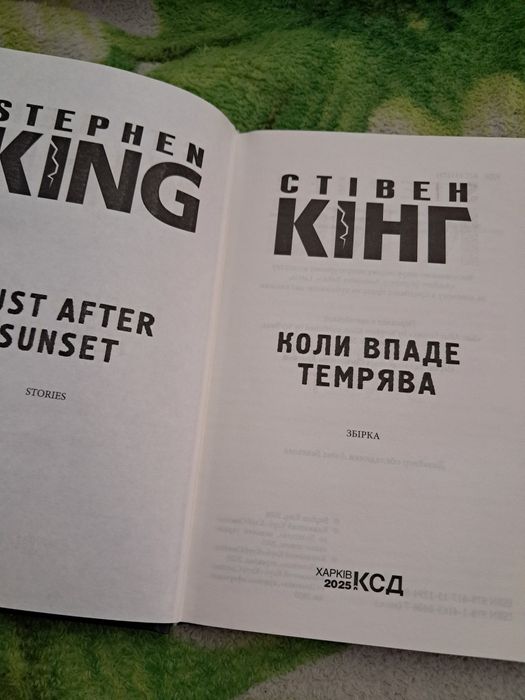 STEPHEN
KING
UST AFTER
SUNSET
STORIES
СТІВЕН
КІНГ
КОЛИ ВПАДЕ
ТЕМРЯВА
ЗБІРКА
ХАРКІВ
2025
КСД